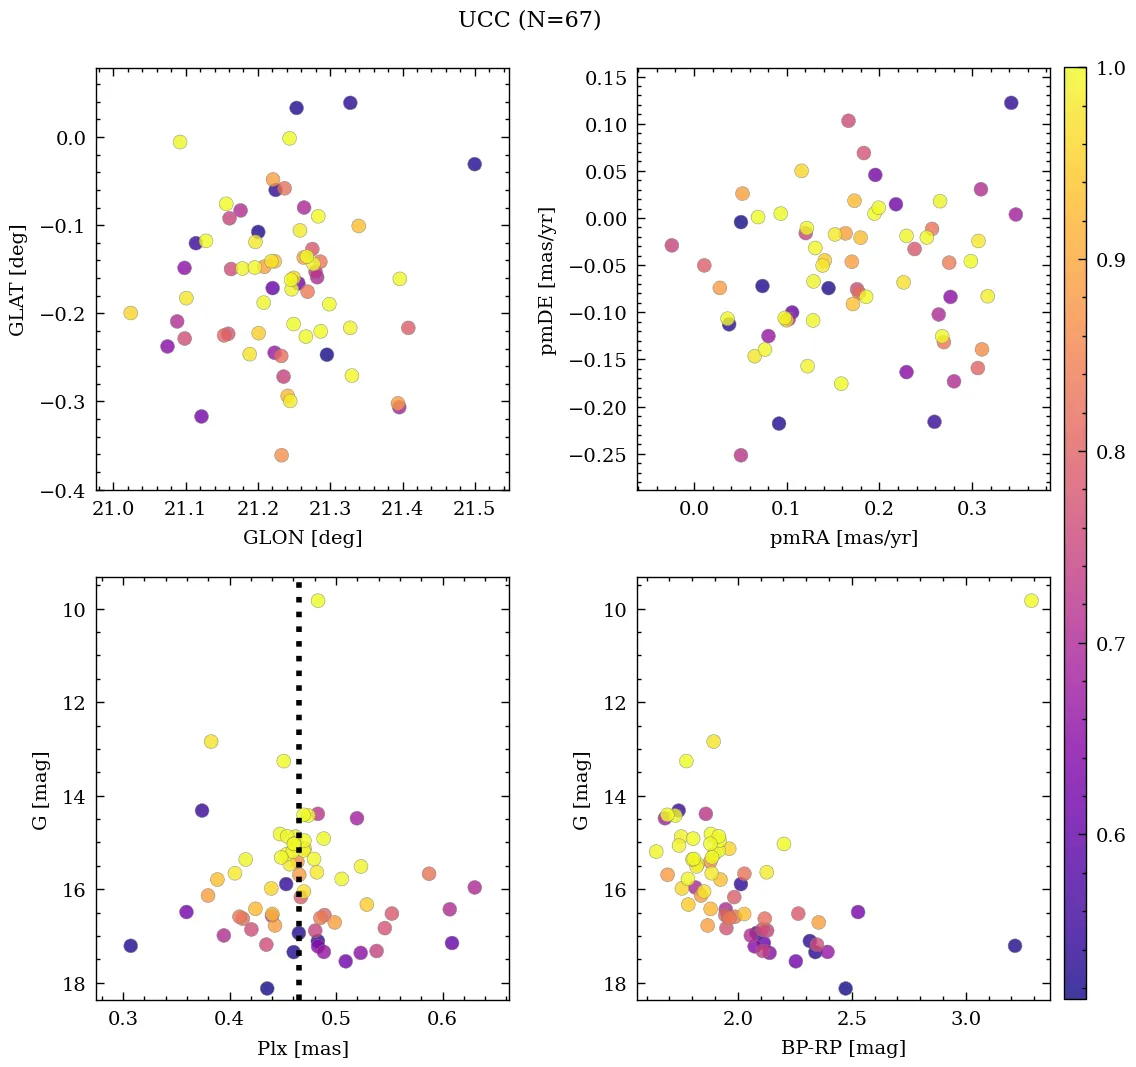 UCC (N=67)
0.0
−0.1
−0.2
−0.3
−0.4
GLAT [deg]
21.0 21.1 21.2 21.3 21.4 21.5
GLON [deg]
0.15
0.10
0.05
0.00
−0.05
−0.10
−0.15
−0.20
−0.25
pmDE [mas/yr]
0.0 0.1 0.2 0.3
pmRA [mas/yr]
10
12
14
16
18
G [mag]
0.3 0.4 0.5 0.6
Plx [mas]
10
12
14
16
18
G [mag]
2.0 2.5 3.0
BP-RP [mag]
1.0
0.9
0.8
0.7
0.6